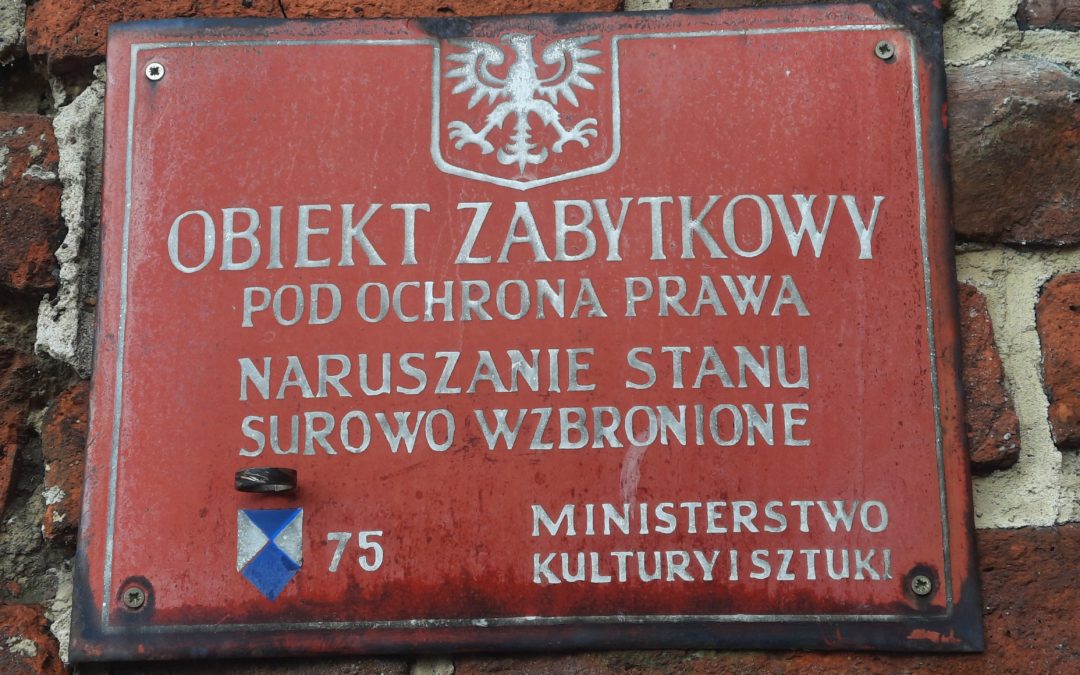 OBIEKT ZABYTKOWY
POD OCHRONA PRAWA
NARUSZANIE STANU
SUROWO WZBRONIONE
75
MINISTERSTWO
KULTURY I SZTUKI